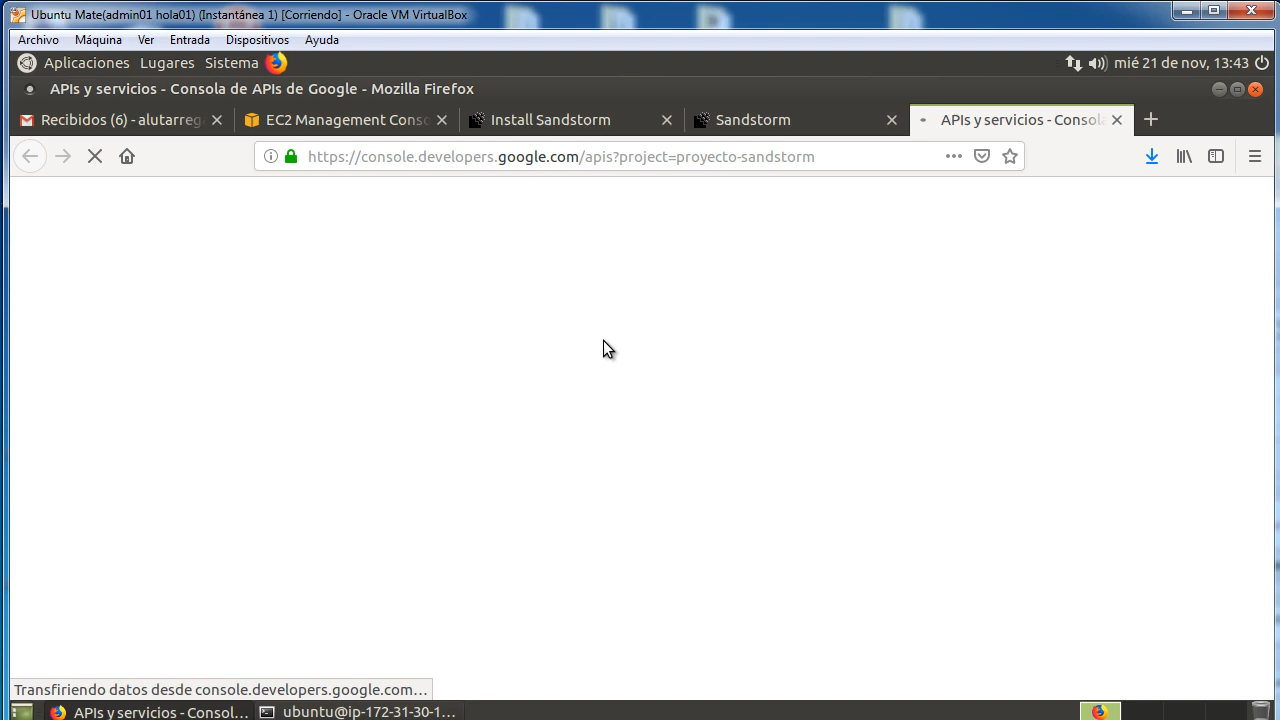 Ubuntu Mate(admin01 hola01) (Instantánea 1) [Corriendo] - Oracle VM VirtualBox
Archivo Máquina Ver Entrada Dispositivos Ayuda
Aplicaciones Lugares Sistema mié 21 de nov, 13:43
APIs y servicios - Consola de APIs de Google - Mozilla Firefox
Recibidos (6) - alutarreg EC2 Management Conso Install Sandstorm Sandstorm APIs y servicios - Consola
https://console.developers.google.com/apis?project=proyecto-sandstorm
Transfiriendo datos desde console.developers.google.com…
APIs y servicios - Consol… ubuntu@ip-172-31-30-1…